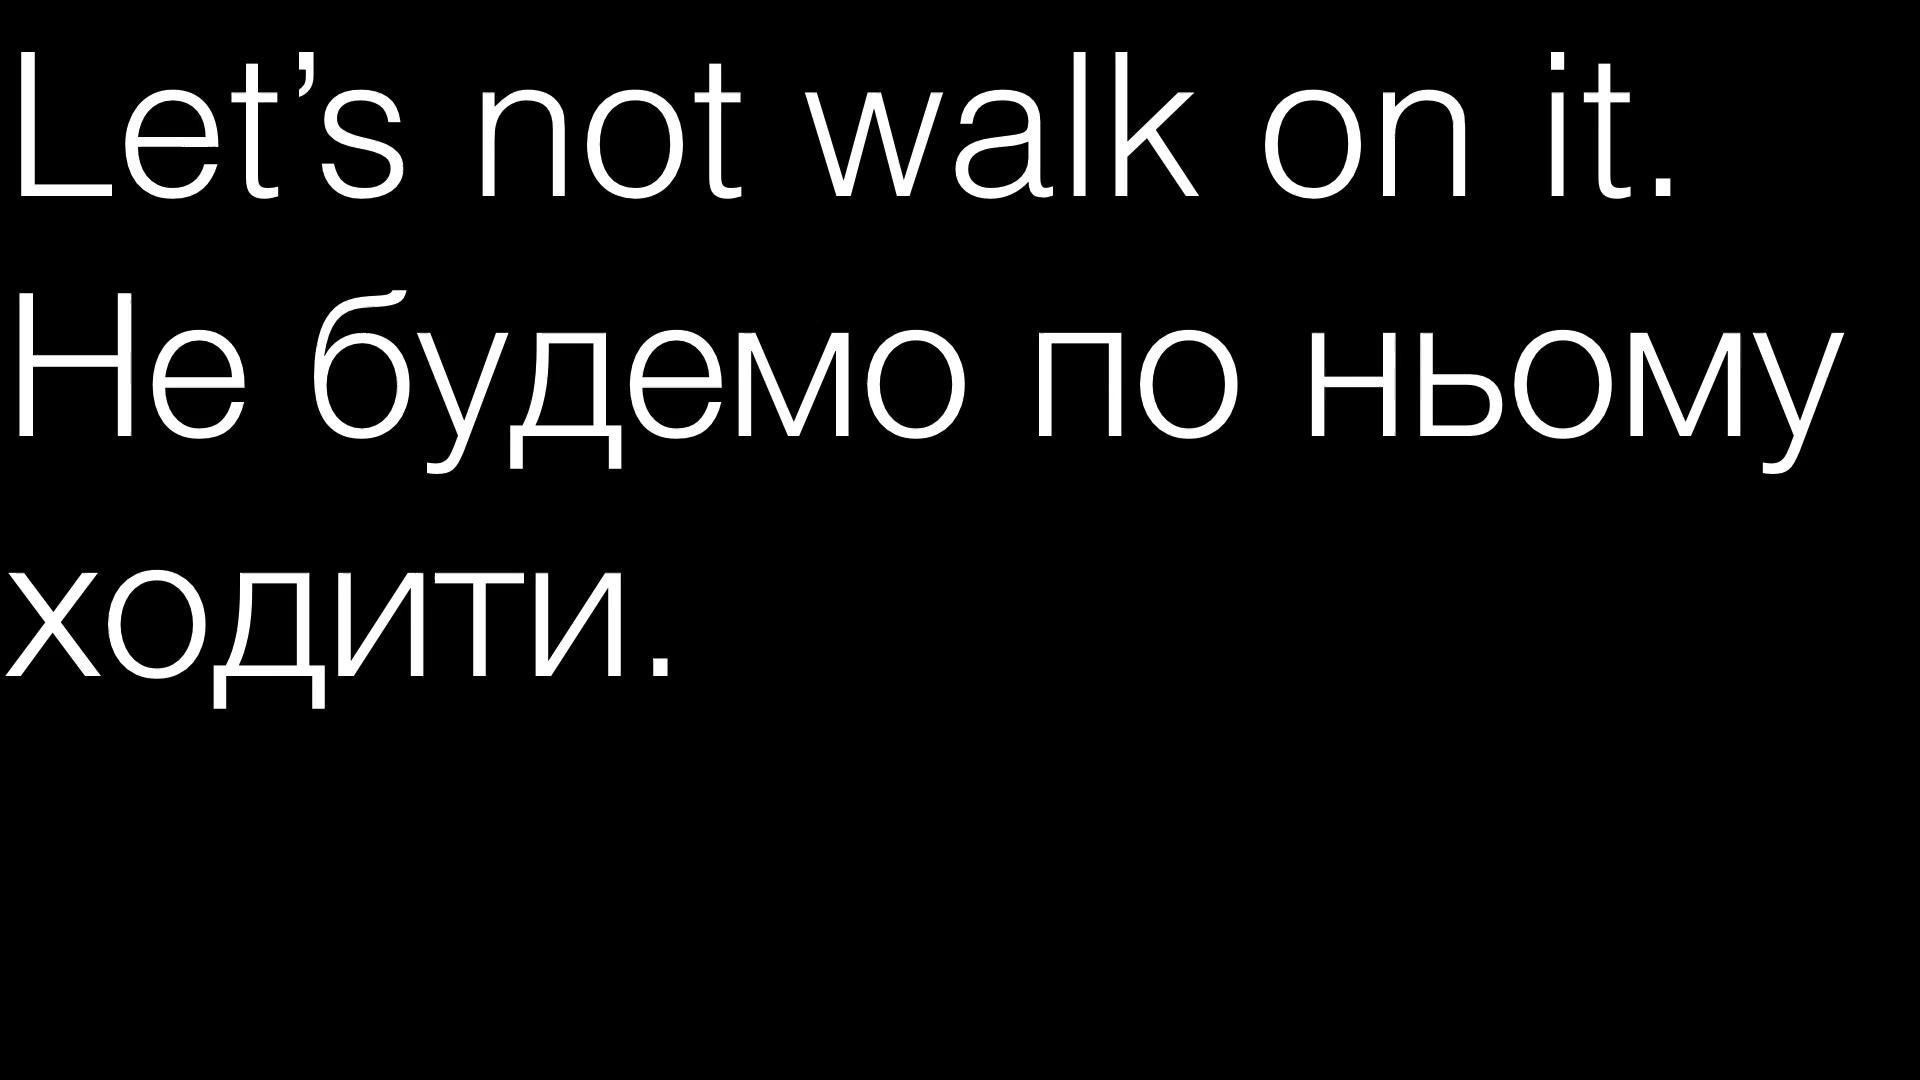 Let’s not walk on it.
Не будемо по ньому
ходити.